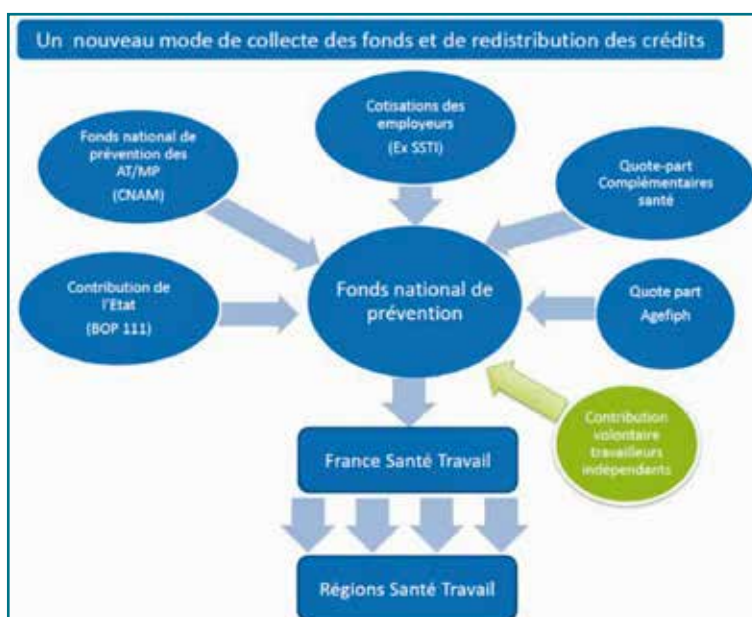 Un nouveau mode de collecte des fonds et de redistribution des crédits
Cotisations des
employeurs
(Ex SSTI)
Fonds national de
prévention des
AT/MP
(CNAM)
Quote-part
Complémentaires
santé
Contribution de
l'Etat
(BOP 111)
Fonds national de
prévention
Quote part
Agefiph
Contribution
volontaire
travailleurs
indépendants
France Santé Travail
Régions Santé Travail